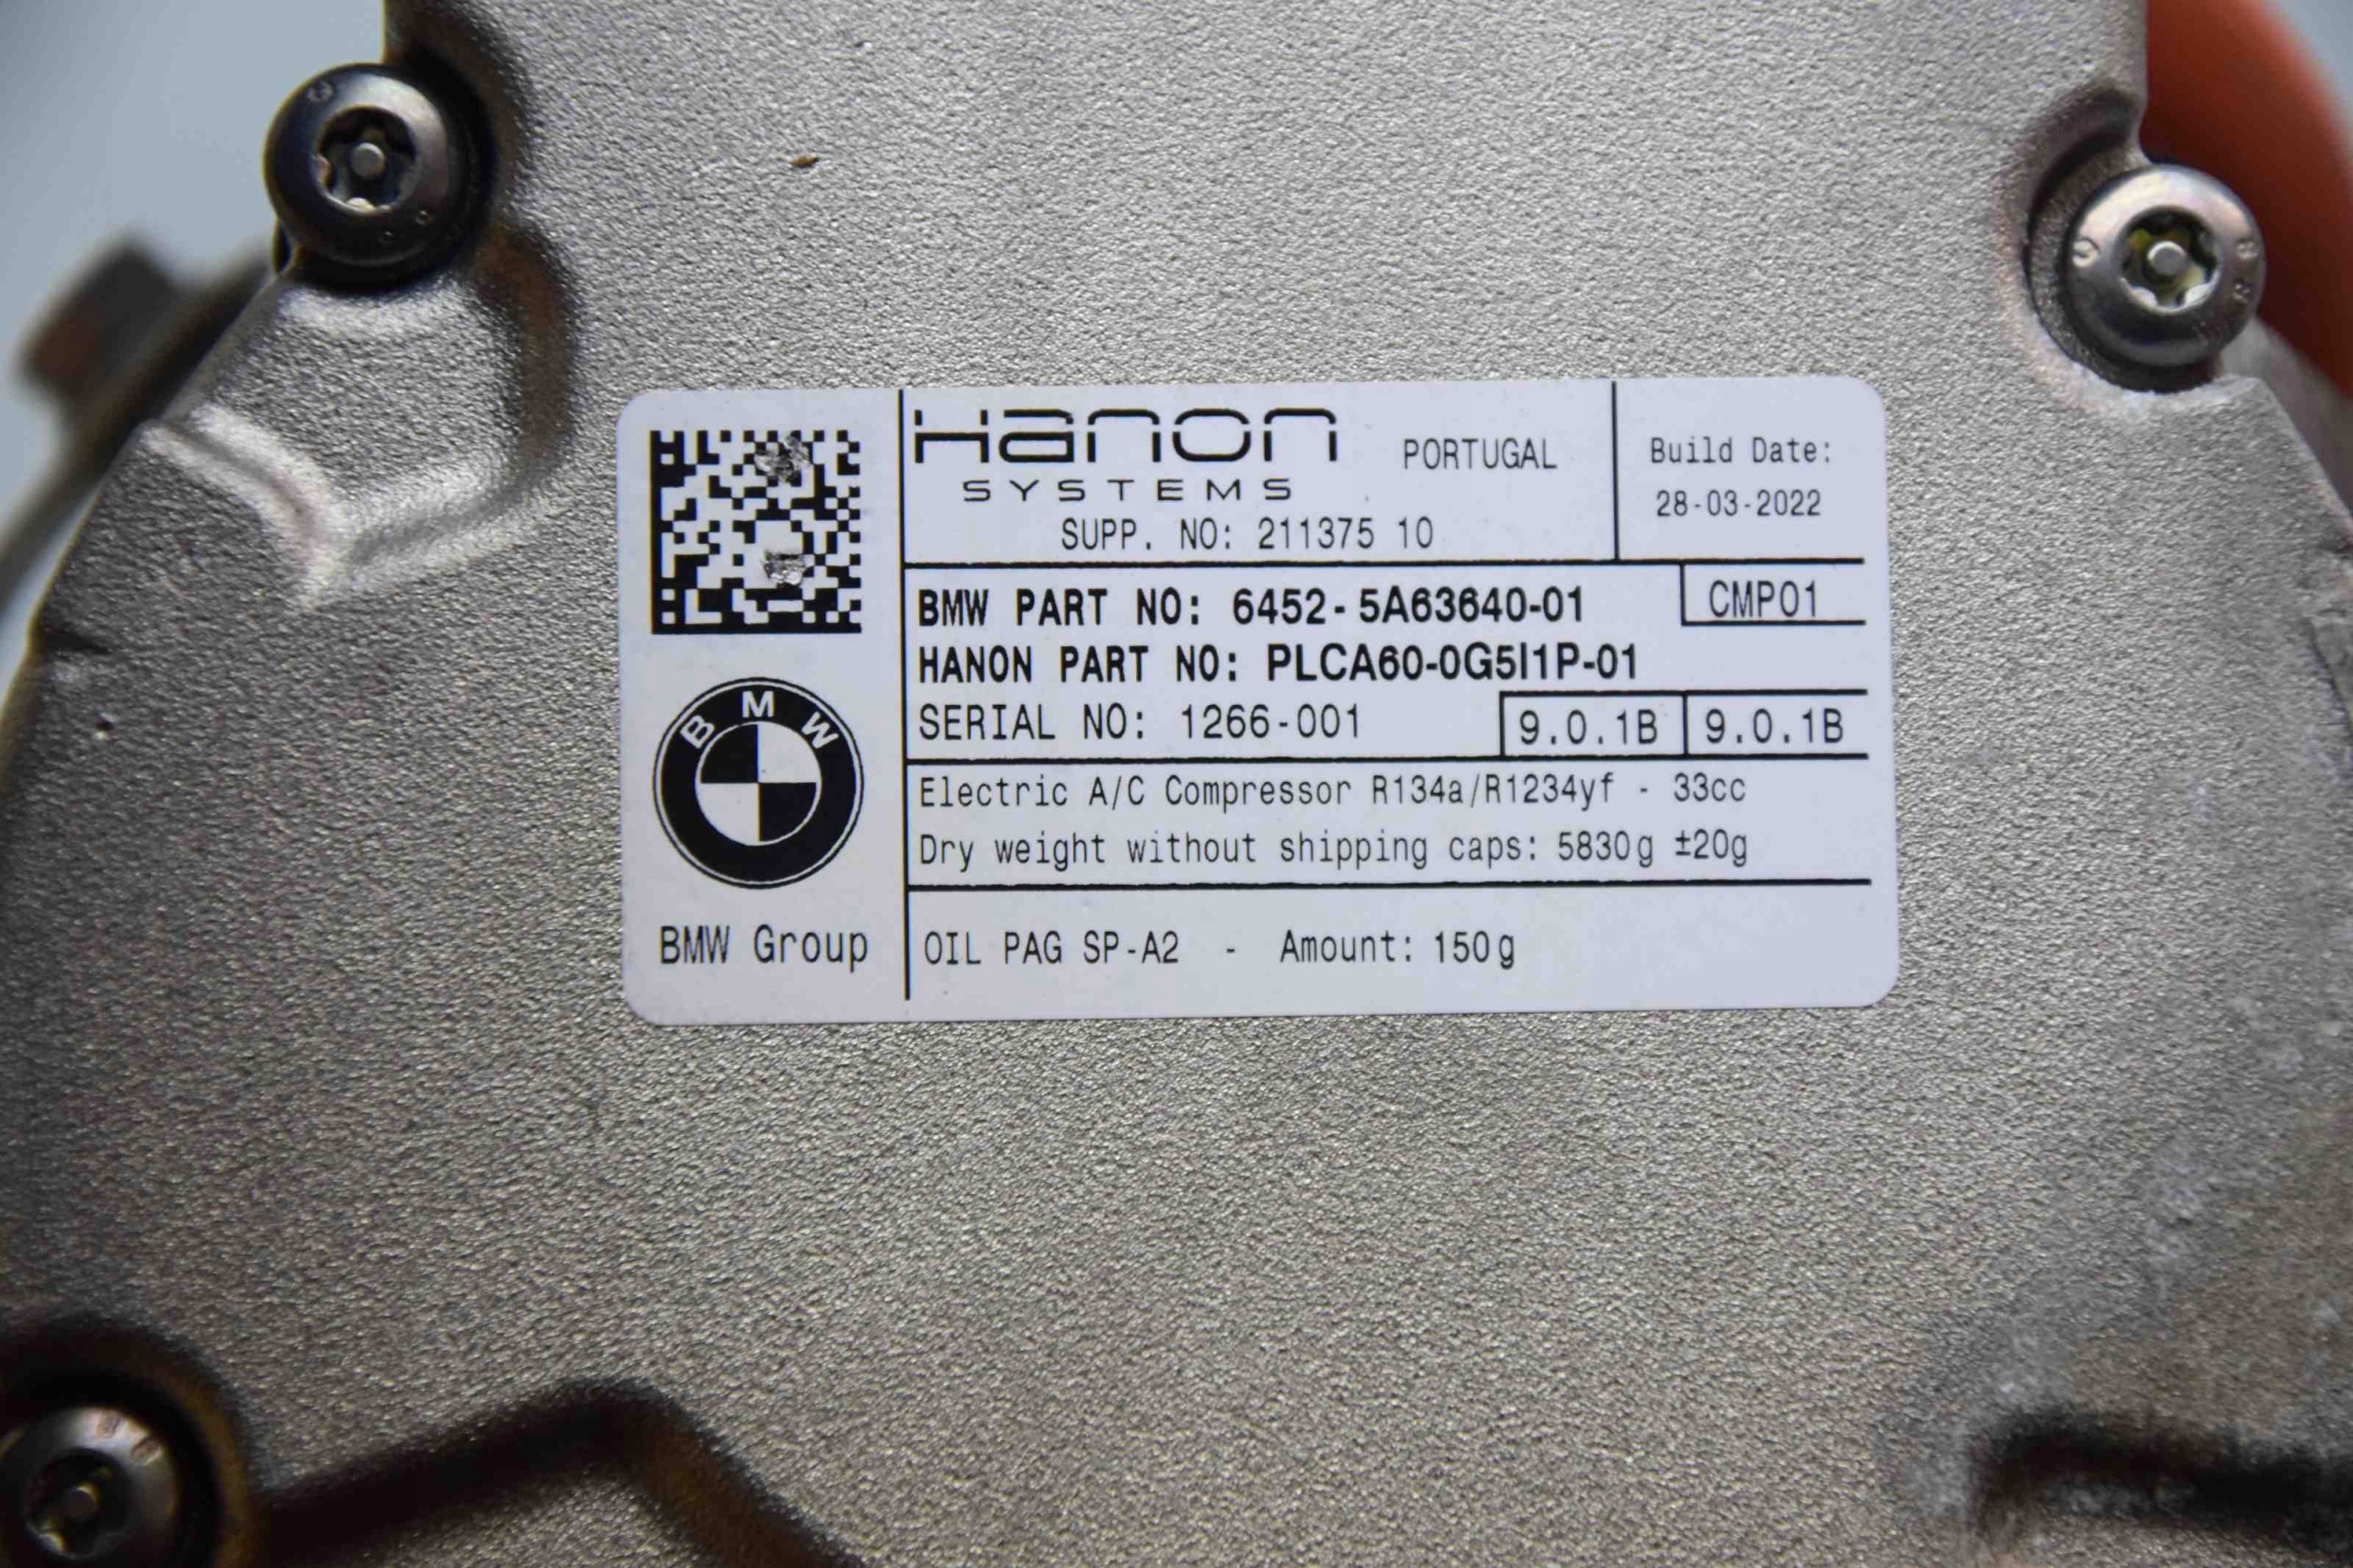 Hanon
SYSTEMS
PORTUGAL
SUPP. NO: 211375 10
Build Date:
28-03-2022
BMW PART NO: 6452-5A63640-01
CMP01
HANON PART NO: PLCA60-0G5I1P-01
SERIAL NO: 1266-001
9.0.1B
9.0.1B
Electric A/C Compressor R134a/R1234yf - 33cc
Dry weight without shipping caps: 5830g ±20g
BMW
BMW Group
OIL PAG SP-A2 - Amount: 150g